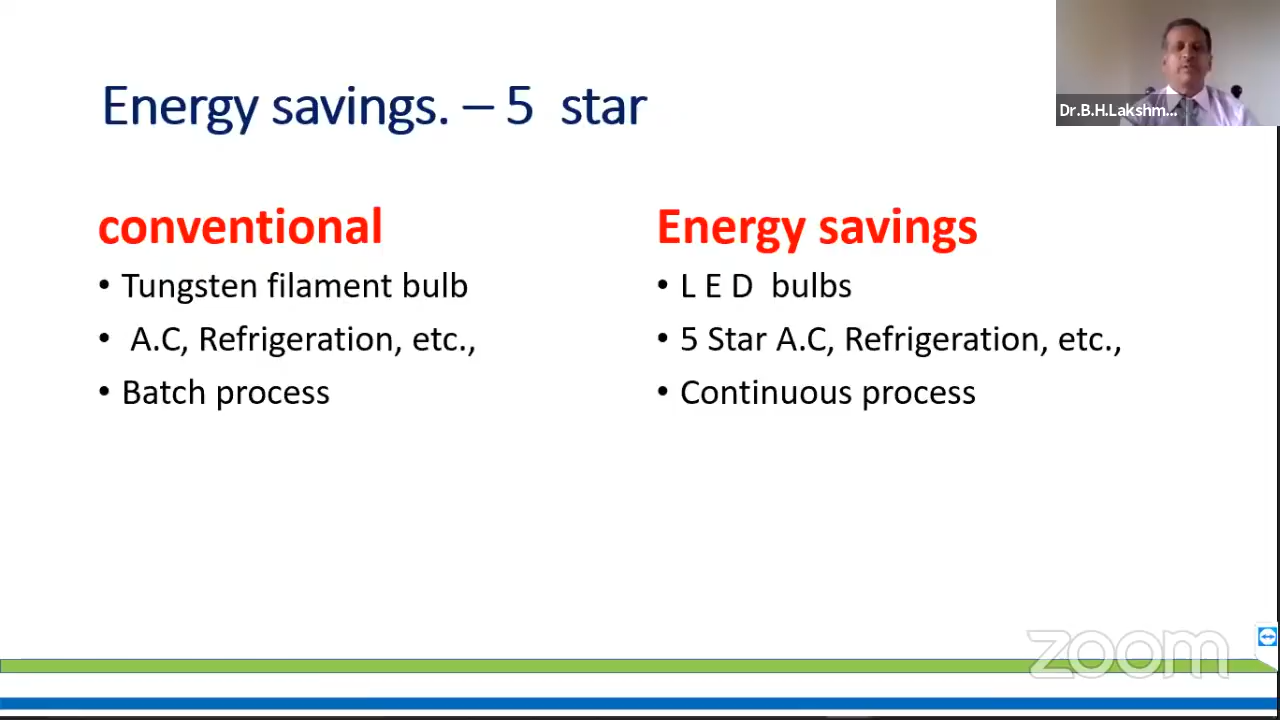 Energy savings. – 5 star
Dr.B.H.Lakshm...
conventional
• Tungsten filament bulb
• A.C, Refrigeration, etc.,
• Batch process
Energy savings
• L E D bulbs
• 5 Star A.C, Refrigeration, etc.,
• Continuous process
zoom